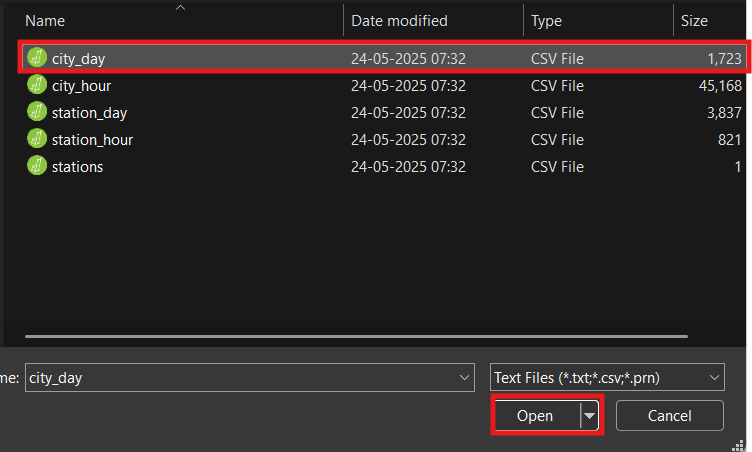 Name Date modified Type Size
city_day 24-05-2025 07:32 CSV File 1,723
city_hour 24-05-2025 07:32 CSV File 45,168
station_day 24-05-2025 07:32 CSV File 3,837
station_hour 24-05-2025 07:32 CSV File 821
stations 24-05-2025 07:32 CSV File 1
me: city_day Text Files (*.txt;*.csv;*.prn)
Open Cancel